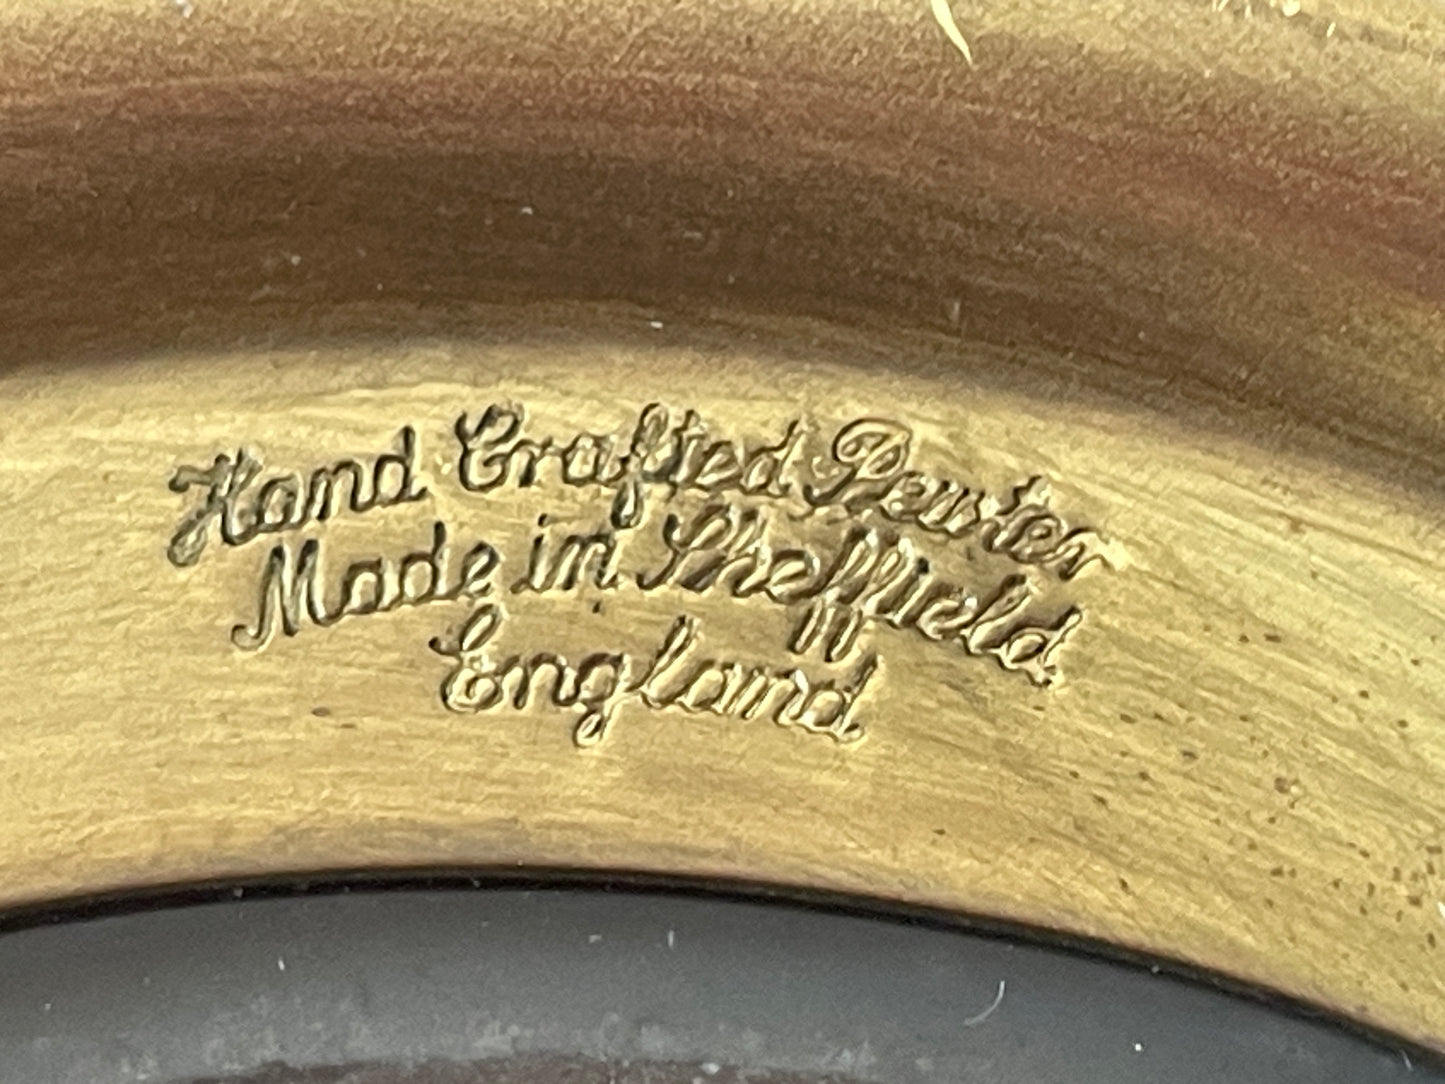 Hand Crafted Pewter
Made in Sheffield
England